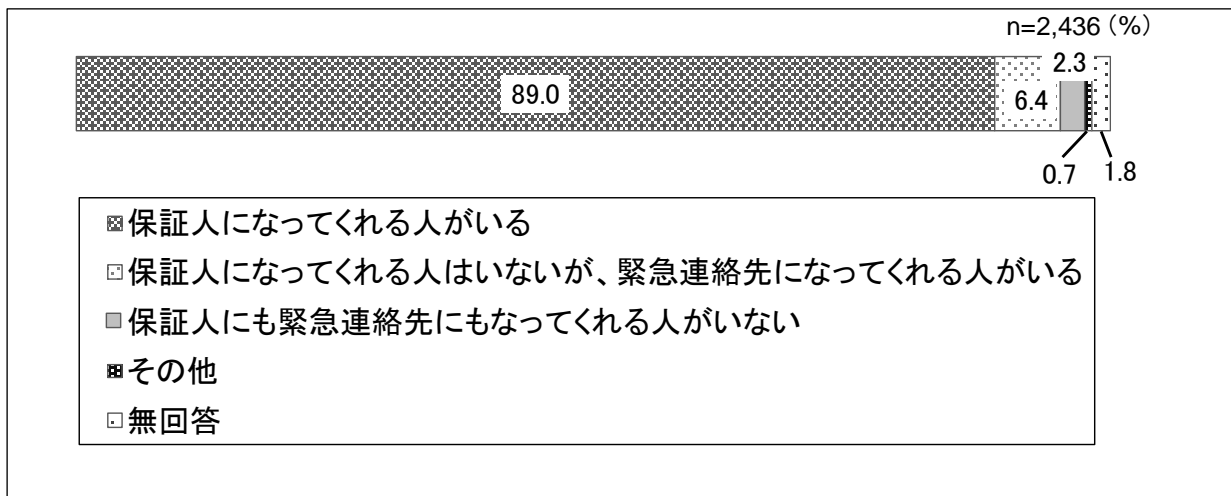 n=2,436 (%)
2.3
89.0
6.4
0.7
1.8
保証人になってくれる人がいる
保証人になってくれる人はいないが、緊急連絡先になってくれる人がいる
保証人にも緊急連絡先にもなってくれる人がいない
その他
無回答